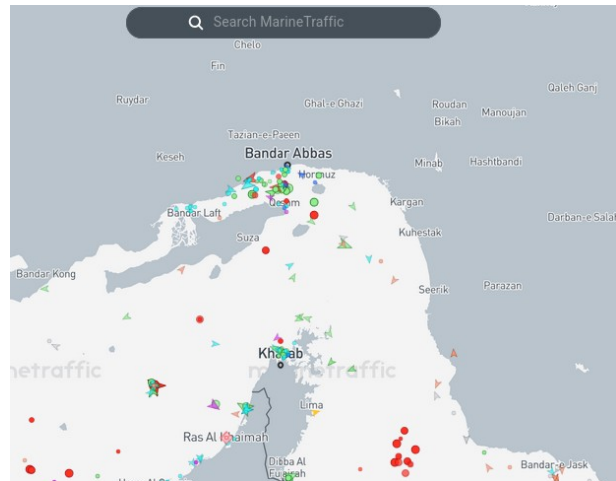 Search MarineTraffic
Chelo
Fin
Qaleh Ganj
Ruydar
Ghal-e Ghazi
Roudan
Manoujan
Bikah
Tazian-e-Paeen
Bandar Abbas
Keseh
Minab
Hashtbandi
Hormuz
Qeshm
Kargan
Bandar Laft
Darban-e Salah
Suza
Kuhestak
Bandar Kong
Seerik
Parazan
Khasab
netraffic
marinetraffic
Lima
Ras Al Khaimah
Dibba Al
Fujairah
Bandar-e Jask